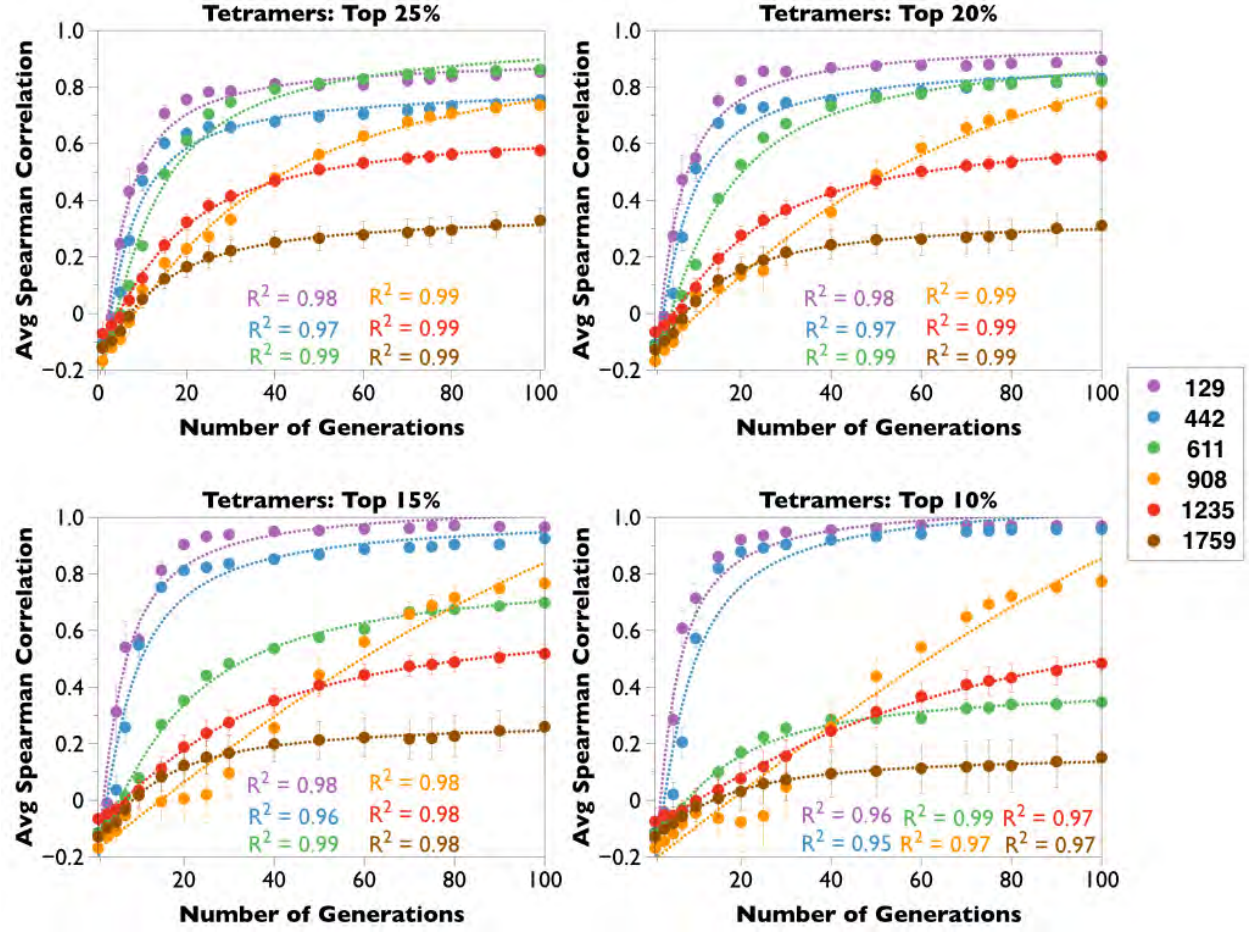 Tetramers: Top 25%
Avg Spearman Correlation
1.0
0.8
0.6
0.4
0.2
0
−0.2
R² = 0.98 R² = 0.99
R² = 0.97 R² = 0.99
R² = 0.99 R² = 0.99
0 20 40 60 80 100
Number of Generations
Tetramers: Top 20%
Avg Spearman Correlation
1.0
0.8
0.6
0.4
0.2
0
−0.2
R² = 0.98 R² = 0.99
R² = 0.97 R² = 0.99
R² = 0.99 R² = 0.99
20 40 60 80 100
Number of Generations
129
442
611
908
1235
1759
Tetramers: Top 15%
Avg Spearman Correlation
1.0
0.8
0.6
0.4
0.2
0
−0.2
R² = 0.98 R² = 0.98
R² = 0.96 R² = 0.98
R² = 0.99 R² = 0.98
20 40 60 80 100
Number of Generations
Tetramers: Top 10%
Avg Spearman Correlation
1.0
0.8
0.6
0.4
0.2
0
−0.2
R² = 0.96 R² = 0.99 R² = 0.97
R² = 0.95 R² = 0.97 R² = 0.97
20 40 60 80 100
Number of Generations